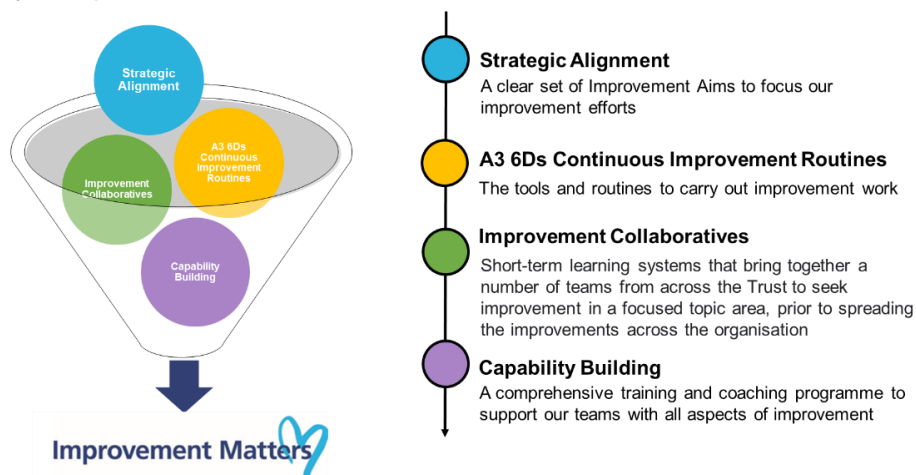 Strategic
Alignment
A3 6Ds
Continuous
Improvement
Routines
Improvement
Collaboratives
Capability
Building
Improvement Matters
Strategic Alignment
A clear set of Improvement Aims to focus our
improvement efforts
A3 6Ds Continuous Improvement Routines
The tools and routines to carry out improvement work
Improvement Collaboratives
Short-term learning systems that bring together a
number of teams from across the Trust to seek
improvement in a focused topic area, prior to spreading
the improvements across the organisation
Capability Building
A comprehensive training and coaching programme to
support our teams with all aspects of improvement